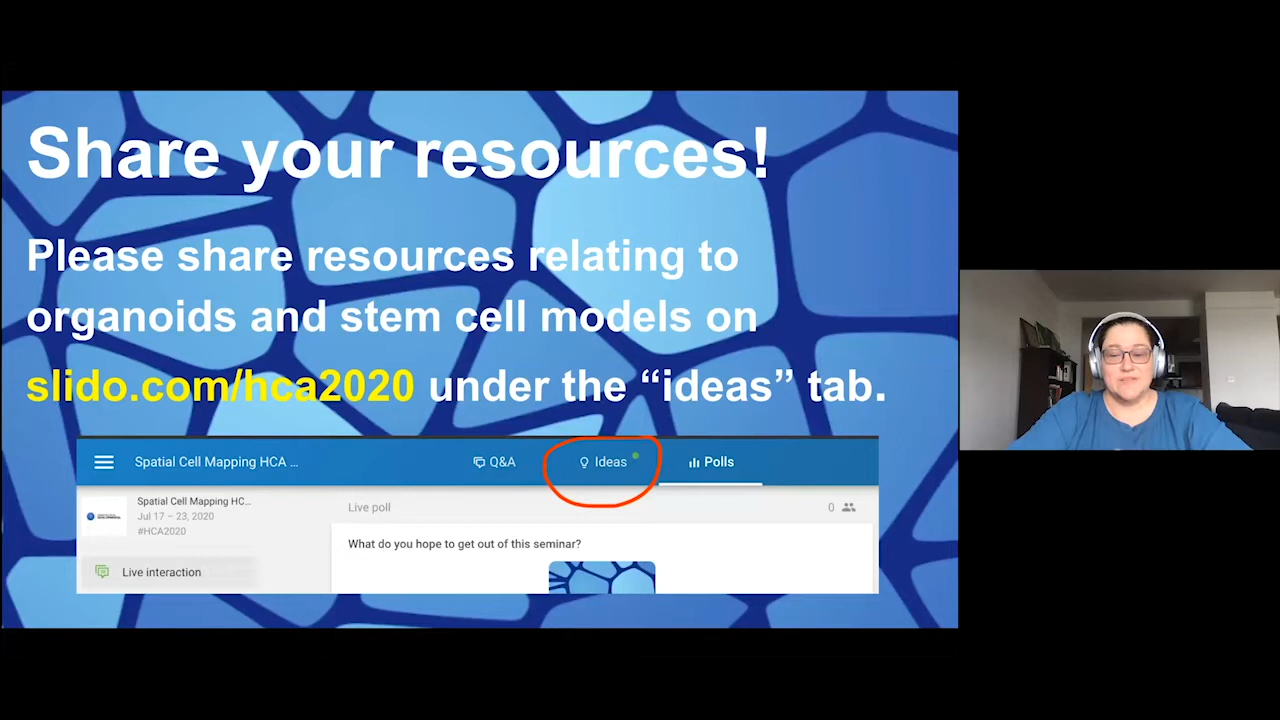 Share your resources!
Please share resources relating to
organoids and stem cell models on
slido.com/hca2020 under the “ideas” tab.
Spatial Cell Mapping HCA ...
Q&A
Ideas
Polls
Spatial Cell Mapping HC...
Jul 17 – 23, 2020
#HCA2020
Live interaction
Live poll
0
What do you hope to get out of this seminar?